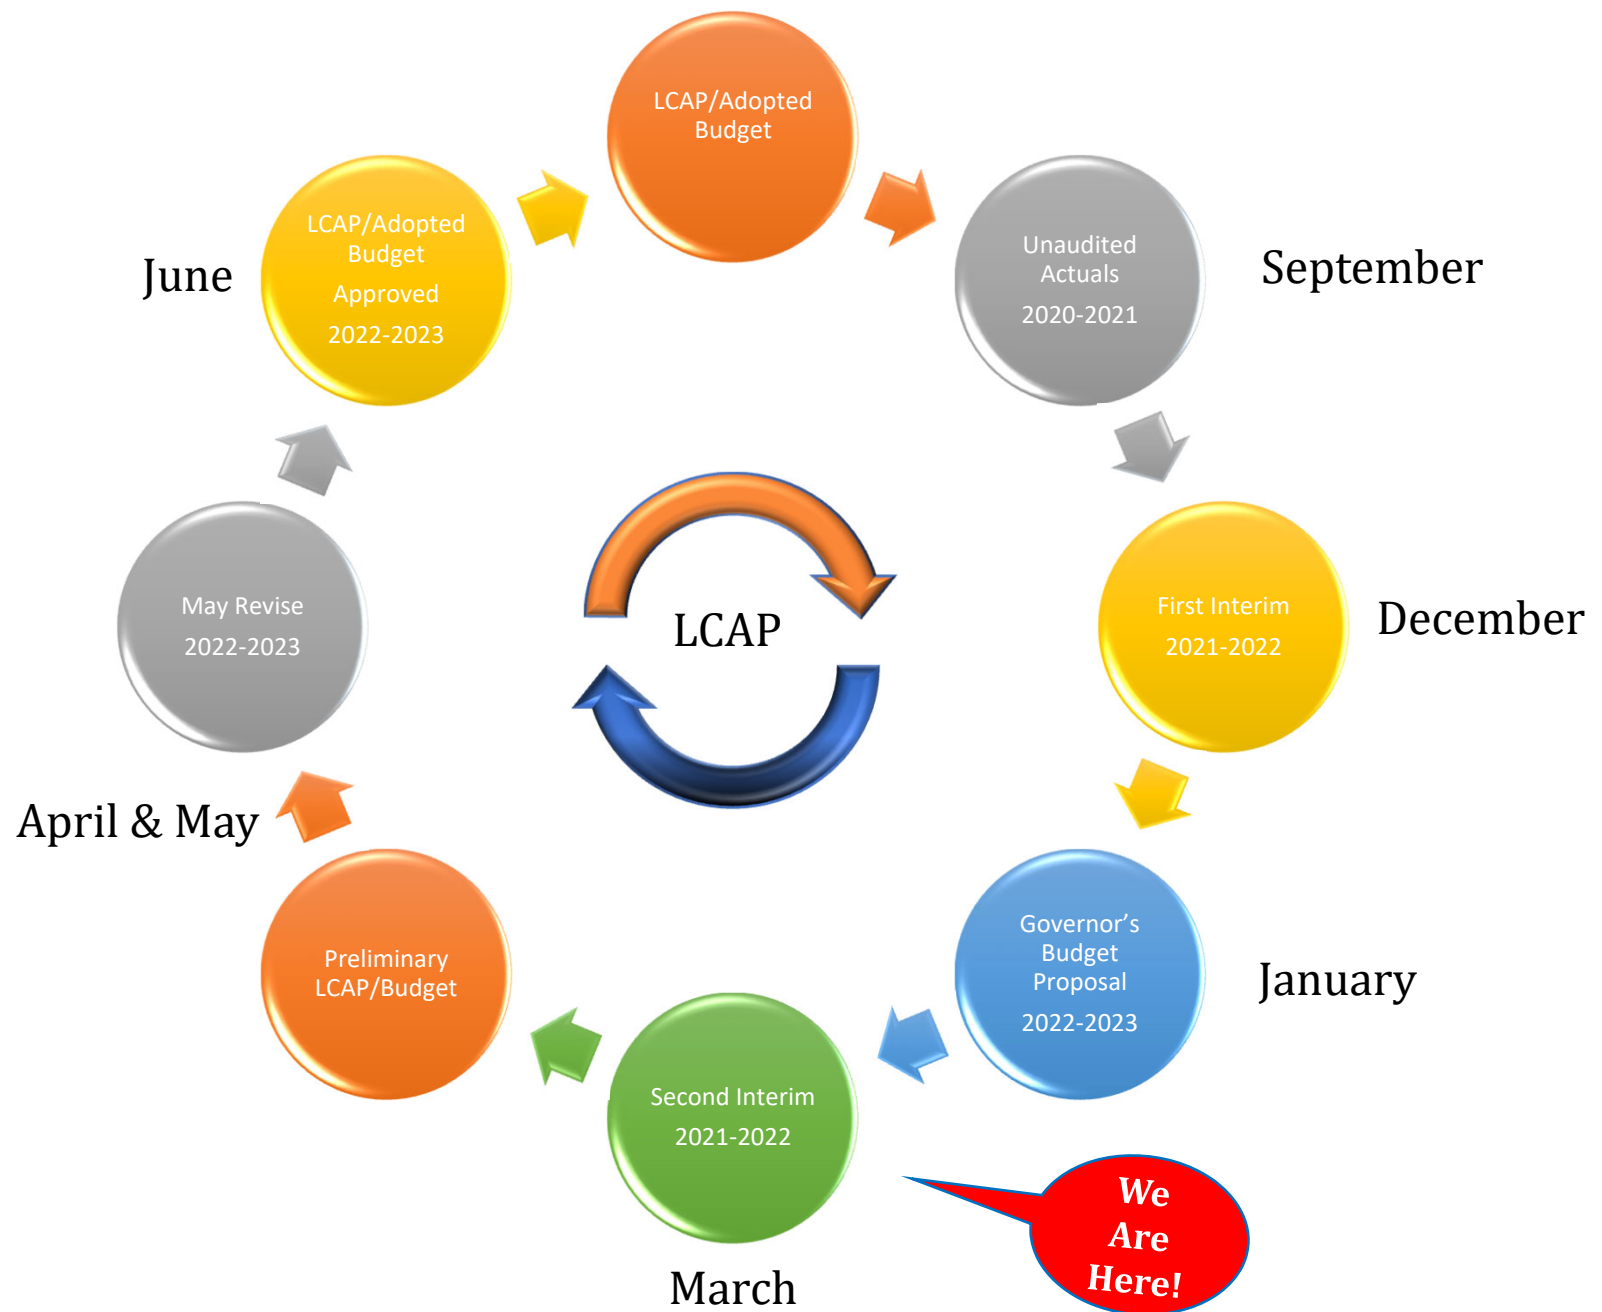 LCAP/Adopted
Budget
Unaudited
Actuals
2020-2021
September
First Interim
2021-2022
December
Governor’s
Budget
Proposal
2022-2023
January
Second Interim
2021-2022
March
We
Are
Here!
Preliminary
LCAP/Budget
April & May
May Revise
2022-2023
LCAP/Adopted
Budget
Approved
2022-2023
June
LCAP